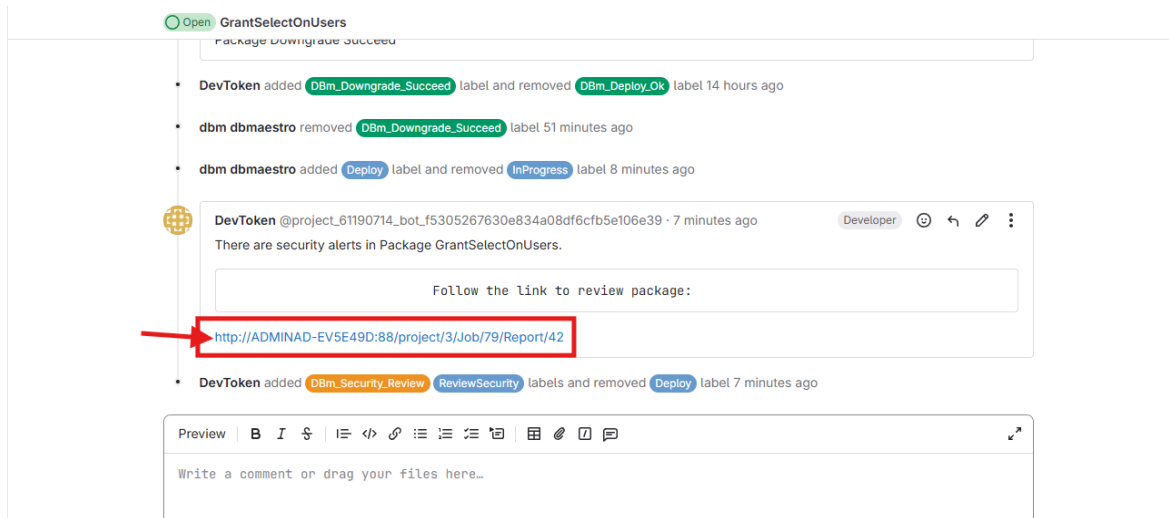 Open GrantSelectOnUsers
Package Downgrade Succeed
DevToken added DBm_Downgrade_Succeed label and removed DBm_Deploy_Ok label 14 hours ago
dbm dbmaestro removed DBm_Downgrade_Succeed label 51 minutes ago
dbm dbmaestro added Deploy label and removed InProgress label 8 minutes ago
DevToken @project_61190714_bot_f5305267630e834a08df6cfb5e106e39 · 7 minutes ago Developer
There are security alerts in Package GrantSelectOnUsers.
Follow the link to review package:
http://ADMINAD-EV5E49D:88/project/3/Job/79/Report/42
DevToken added DBm_Security_Review ReviewSecurity labels and removed Deploy label 7 minutes ago
Preview B I S
Write a comment or drag your files here…